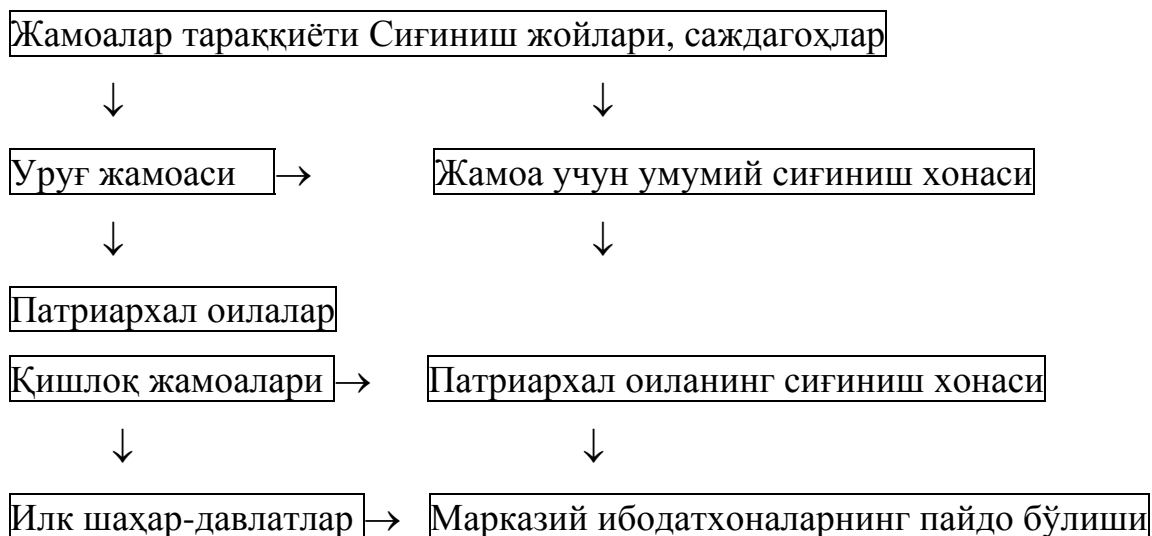 Жамоалар тараққиёти Сиғиниш жойлари, саждагоҳлар
↓ ↓
Уруғ жамоаси → Жамоа учун умумий сиғиниш хонаси
↓ ↓
Патриархал оилалар
Қишлоқ жамоалари → Патриархал оиланинг сиғиниш хонаси
↓ ↓
Илк шаҳар-давлатлар → Марказий ибодатхоналарнинг пайдо бўлиши